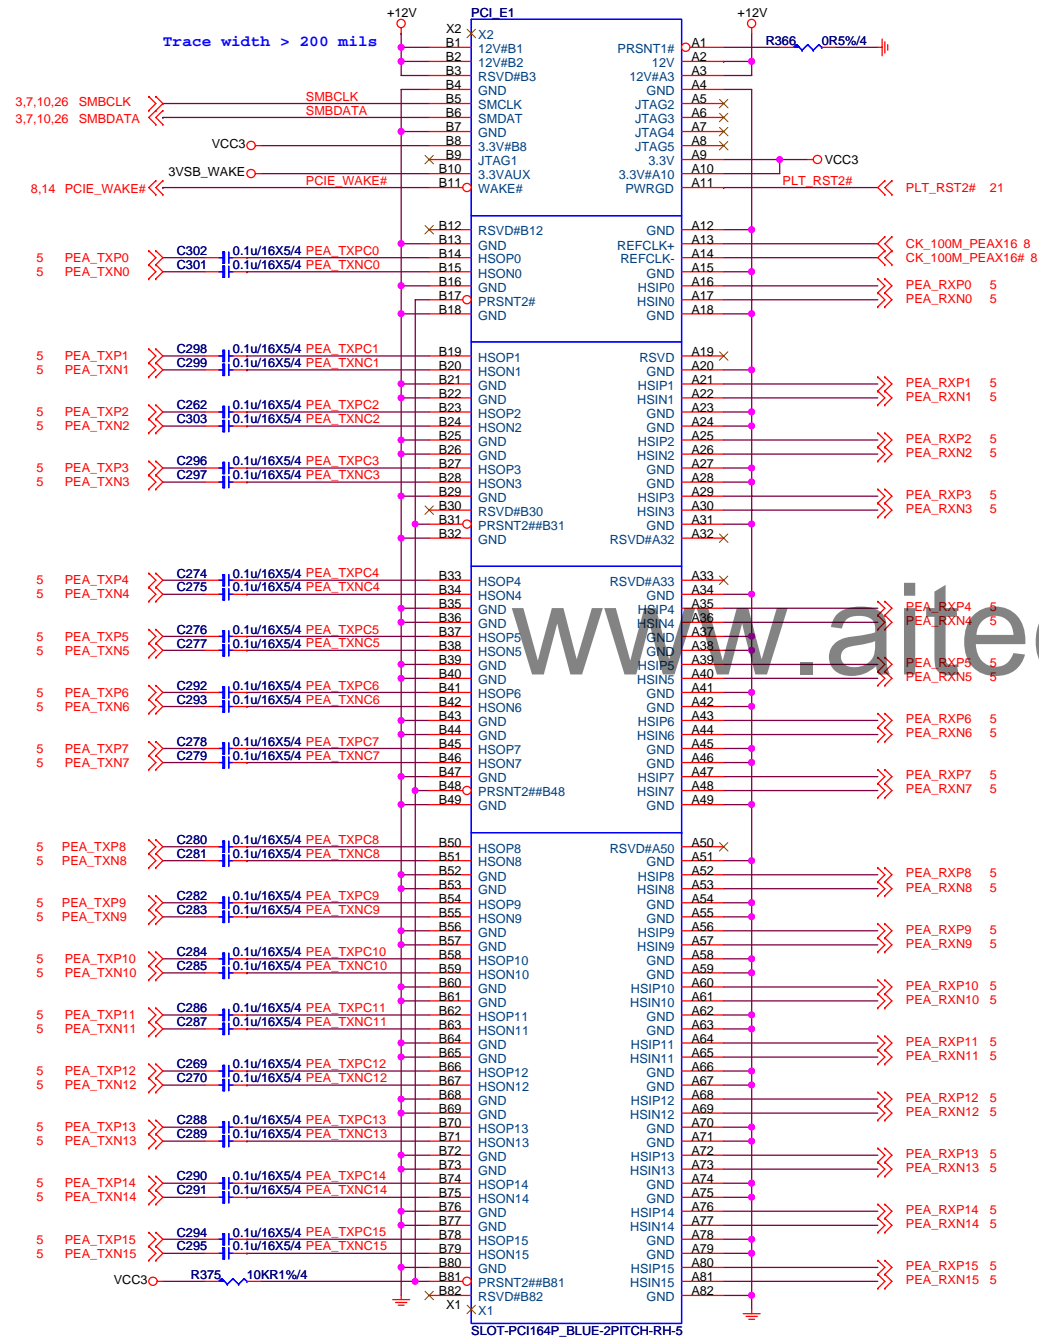 +12V PCI_E1 +12V
Trace width > 200 mils
X2 X2
B1 12V#B1 PRSNT1# A1 R366 0R5%/4
B2 12V#B2 12V A2
B3 RSVD#B3 12V#A3 A3
B4 GND GND A4
3,7,10,26 SMBCLK SMBCLK B5 SMCLK JTAG2 A5
3,7,10,26 SMBDATA SMBDATA B6 SMDAT JTAG3 A6
B7 GND JTAG4 A7
VCC3 B8 3.3V#B8 JTAG5 A8
B9 JTAG1 3.3V A9 VCC3
3VSB_WAKE B10 3.3VAUX 3.3V#A10 A10
8,14 PCIE_WAKE# PCIE_WAKE# B11 WAKE# PWRGD A11 PLT_RST2# PLT_RST2# 21
B12 RSVD#B12 GND A12
B13 GND REFCLK+ A13 CK_100M_PEAX16 8
5 PEA_TXP0 C302 0.1u/16X5/4 PEA_TXPC0 B14 HSOP0 REFCLK- A14 CK_100M_PEAX16# 8
5 PEA_TXN0 C301 0.1u/16X5/4 PEA_TXNC0 B15 HSON0 GND A15
B16 GND HSIP0 A16 PEA_RXP0 5
B17 PRSNT2# HSIN0 A17 PEA_RXN0 5
B18 GND GND A18
5 PEA_TXP1 C298 0.1u/16X5/4 PEA_TXPC1 B19 HSOP1 RSVD A19
5 PEA_TXN1 C299 0.1u/16X5/4 PEA_TXNC1 B20 HSON1 GND A20
B21 GND HSIP1 A21 PEA_RXP1 5
B22 GND HSIN1 A22 PEA_RXN1 5
5 PEA_TXP2 C262 0.1u/16X5/4 PEA_TXPC2 B23 HSOP2 GND A23
5 PEA_TXN2 C303 0.1u/16X5/4 PEA_TXNC2 B24 HSON2 GND A24
B25 GND HSIP2 A25 PEA_RXP2 5
B26 GND HSIN2 A26 PEA_RXN2 5
5 PEA_TXP3 C296 0.1u/16X5/4 PEA_TXPC3 B27 HSOP3 GND A27
5 PEA_TXN3 C297 0.1u/16X5/4 PEA_TXNC3 B28 HSON3 GND A28
B29 GND HSIP3 A29 PEA_RXP3 5
B30 RSVD#B30 HSIN3 A30 PEA_RXN3 5
B31 PRSNT2##B31 GND A31
B32 GND RSVD#A32 A32
5 PEA_TXP4 C274 0.1u/16X5/4 PEA_TXPC4 B33 HSOP4 RSVD#A33 A33
5 PEA_TXN4 C275 0.1u/16X5/4 PEA_TXNC4 B34 HSON4 GND A34
B35 GND HSIP4 A35 PEA_RXP4 5
B36 GND HSIN4 A36 PEA_RXN4 5
www.aitec
5 PEA_TXP5 C276 0.1u/16X5/4 PEA_TXPC5 B37 HSOP5 GND A37
5 PEA_TXN5 C277 0.1u/16X5/4 PEA_TXNC5 B38 HSON5 GND A38
B39 GND HSIP5 A39 PEA_RXP5 5
B40 GND HSIN5 A40 PEA_RXN5 5
5 PEA_TXP6 C292 0.1u/16X5/4 PEA_TXPC6 B41 HSOP6 GND A41
5 PEA_TXN6 C293 0.1u/16X5/4 PEA_TXNC6 B42 HSON6 GND A42
B43 GND HSIP6 A43 PEA_RXP6 5
B44 GND HSIN6 A44 PEA_RXN6 5
5 PEA_TXP7 C278 0.1u/16X5/4 PEA_TXPC7 B45 HSOP7 GND A45
5 PEA_TXN7 C279 0.1u/16X5/4 PEA_TXNC7 B46 HSON7 GND A46
B47 GND HSIP7 A47 PEA_RXP7 5
B48 PRSNT2##B48 HSIN7 A48 PEA_RXN7 5
B49 GND GND A49
5 PEA_TXP8 C280 0.1u/16X5/4 PEA_TXPC8 B50 HSOP8 RSVD#A50 A50
5 PEA_TXN8 C281 0.1u/16X5/4 PEA_TXNC8 B51 HSON8 GND A51
B52 GND HSIP8 A52 PEA_RXP8 5
B53 GND HSIN8 A53 PEA_RXN8 5
5 PEA_TXP9 C282 0.1u/16X5/4 PEA_TXPC9 B54 HSOP9 GND A54
5 PEA_TXN9 C283 0.1u/16X5/4 PEA_TXNC9 B55 HSON9 GND A55
B56 GND HSIP9 A56 PEA_RXP9 5
B57 GND HSIN9 A57 PEA_RXN9 5
5 PEA_TXP10 C284 0.1u/16X5/4 PEA_TXPC10 B58 HSOP10 GND A58
5 PEA_TXN10 C285 0.1u/16X5/4 PEA_TXNC10 B59 HSON10 GND A59
B60 GND HSIP10 A60 PEA_RXP10 5
B61 GND HSIN10 A61 PEA_RXN10 5
5 PEA_TXP11 C286 0.1u/16X5/4 PEA_TXPC11 B62 HSOP11 GND A62
5 PEA_TXN11 C287 0.1u/16X5/4 PEA_TXNC11 B63 HSON11 GND A63
B64 GND HSIP11 A64 PEA_RXP11 5
B65 GND HSIN11 A65 PEA_RXN11 5
5 PEA_TXP12 C269 0.1u/16X5/4 PEA_TXPC12 B66 HSOP12 GND A66
5 PEA_TXN12 C270 0.1u/16X5/4 PEA_TXNC12 B67 HSON12 GND A67
B68 GND HSIP12 A68 PEA_RXP12 5
B69 GND HSIN12 A69 PEA_RXN12 5
5 PEA_TXP13 C288 0.1u/16X5/4 PEA_TXPC13 B70 HSOP13 GND A70
5 PEA_TXN13 C289 0.1u/16X5/4 PEA_TXNC13 B71 HSON13 GND A71
B72 GND HSIP13 A72 PEA_RXP13 5
B73 GND HSIN13 A73 PEA_RXN13 5
5 PEA_TXP14 C290 0.1u/16X5/4 PEA_TXPC14 B74 HSOP14 GND A74
5 PEA_TXN14 C291 0.1u/16X5/4 PEA_TXNC14 B75 HSON14 GND A75
B76 GND HSIP14 A76 PEA_RXP14 5
B77 GND HSIN14 A77 PEA_RXN14 5
5 PEA_TXP15 C294 0.1u/16X5/4 PEA_TXPC15 B78 HSOP15 GND A78
5 PEA_TXN15 C295 0.1u/16X5/4 PEA_TXNC15 B79 HSON15 GND A79
B80 GND HSIP15 A80 PEA_RXP15 5
VCC3 R375 10KR1%/4 B81 PRSNT2##B81 HSIN15 A81 PEA_RXN15 5
B82 RSVD#B82 GND A82
X1 X1
SLOT-PCI164P_BLUE-2PITCH-RH-5